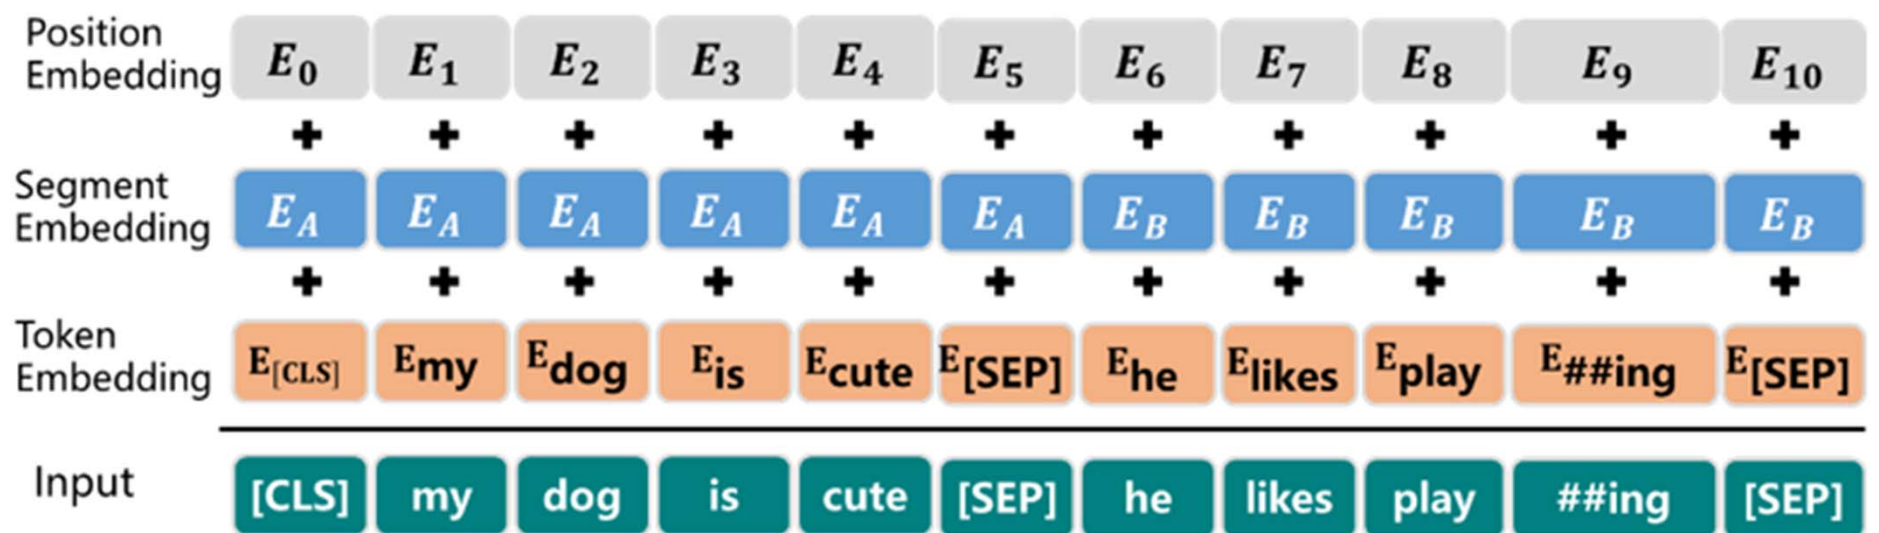 Position Embedding E0 E1 E2 E3 E4 E5 E6 E7 E8 E9 E10
+ + + + + + + + + + +
Segment Embedding EA EA EA EA EA EA EB EB EB EB EB
+ + + + + + + + + + +
Token Embedding E[CLS] Emy Edog Eis Ecute E[SEP] Ehe Elikes Eplay E##ing E[SEP]
Input [CLS] my dog is cute [SEP] he likes play ##ing [SEP]